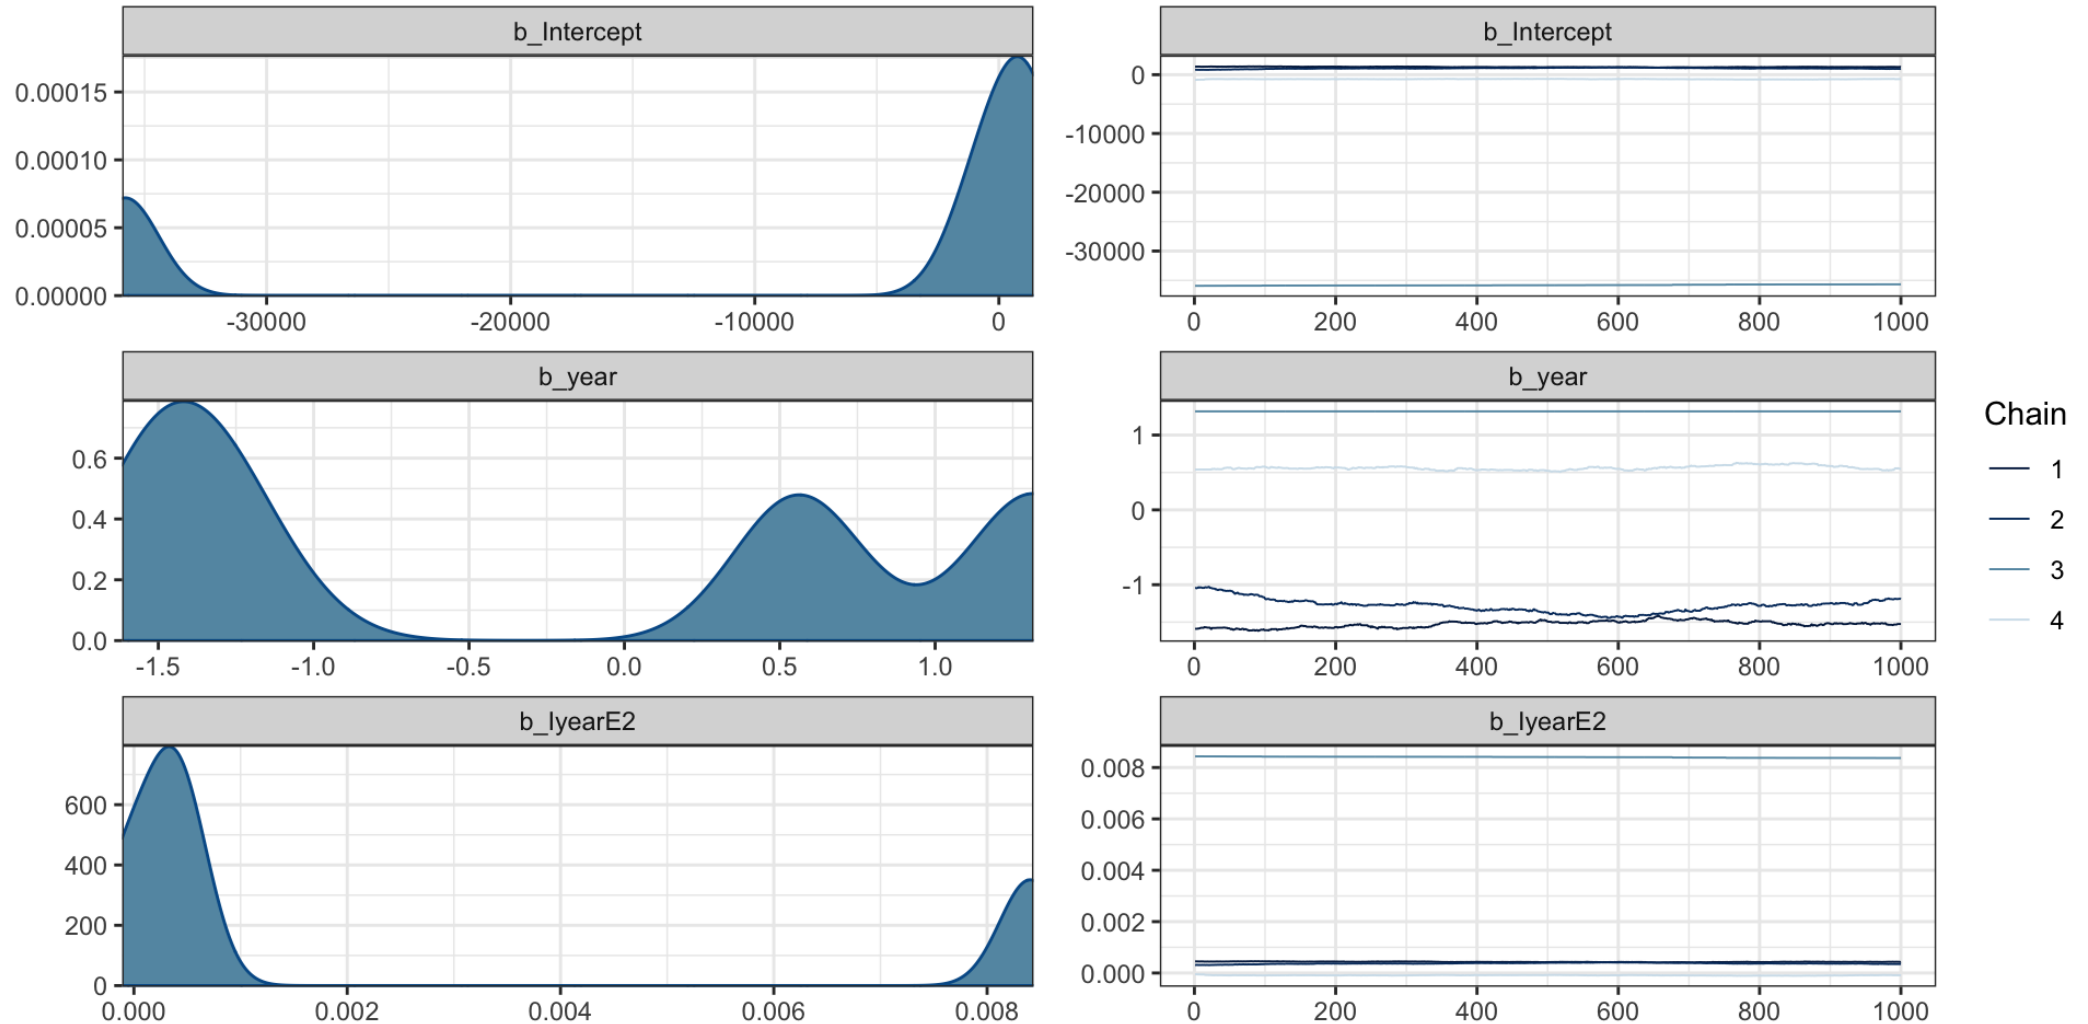 b_Intercept
0.00015
0.00010
0.00005
0.00000
-30000 -20000 -10000 0
b_Intercept
0
-10000
-20000
-30000
0 200 400 600 800 1000
b_year
0.6
0.4
0.2
0.0
-1.5 -1.0 -0.5 0.0 0.5 1.0
b_year
1
0
-1
0 200 400 600 800 1000
b_IyearE2
600
400
200
0
0.000 0.002 0.004 0.006 0.008
b_IyearE2
0.008
0.006
0.004
0.002
0.000
0 200 400 600 800 1000
Chain
1
2
3
4